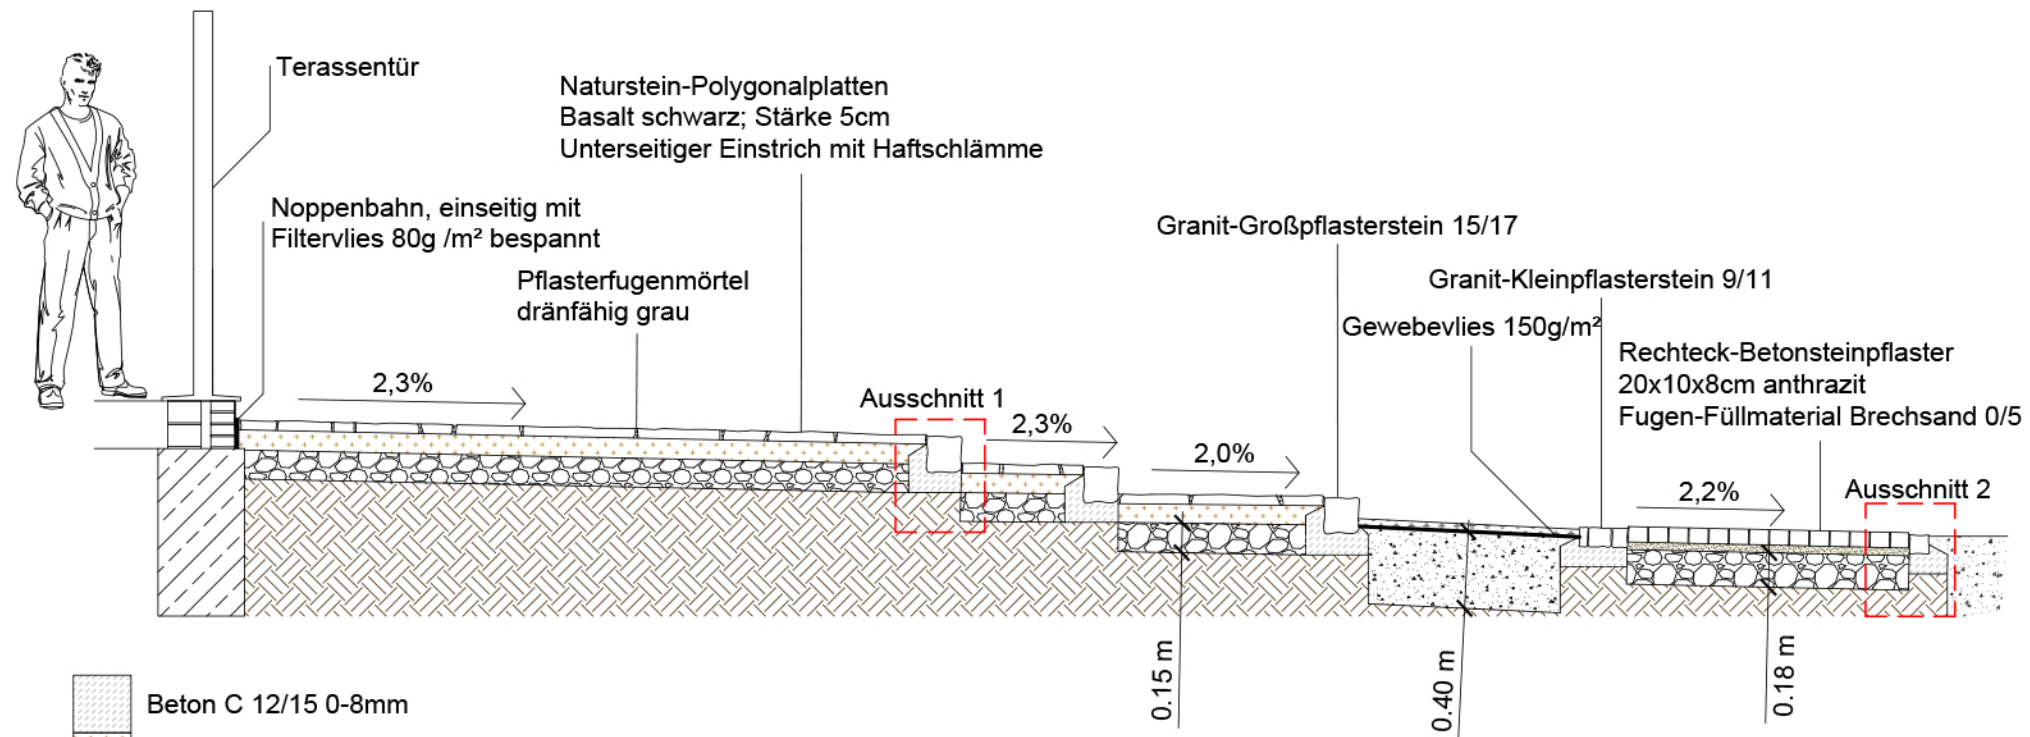 Terassentür
Naturstein-Polygonalplatten
Basalt schwarz; Stärke 5cm
Unterseitiger Einstrich mit Haftschlämme
Noppenbahn, einseitig mit
Filtervlies 80g /m² bespannt
Pflasterfugenmörtel
dränfähig grau
Granit-Großpflasterstein 15/17
Granit-Kleinpflasterstein 9/11
Gewebevlies 150g/m²
Rechteck-Betonsteinpflaster
20x10x8cm anthrazit
Fugen-Füllmaterial Brechsand 0/5
2,3%
Ausschnitt 1
2,3%
2,0%
2,2%
Ausschnitt 2
0.15 m
0.40 m
0.18 m
Beton C 12/15 0-8mm